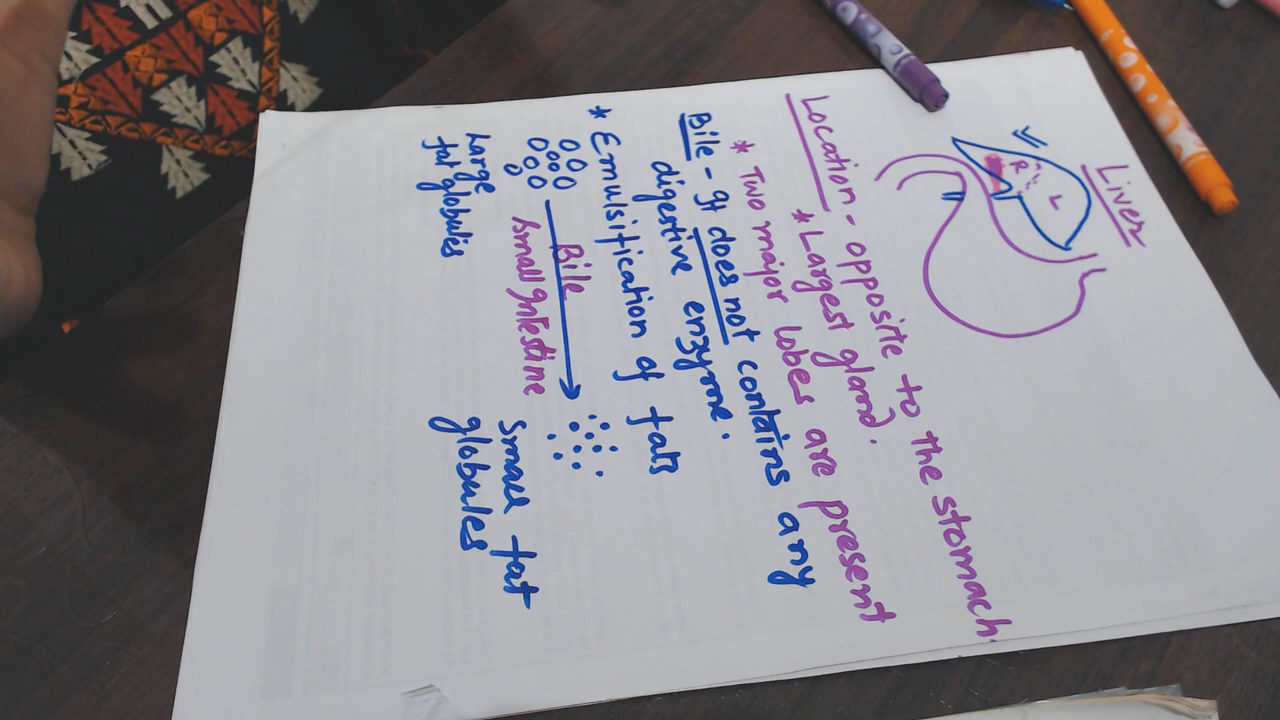 Liver
R
L
Location - opposite to the stomach.
* Largest gland.
* Two major lobes are present
Bile - It does not contains any
digestive enzyme.
* Emulsification of fats
Bile
Small Intestine
Large
fat globules
Small fat
globules